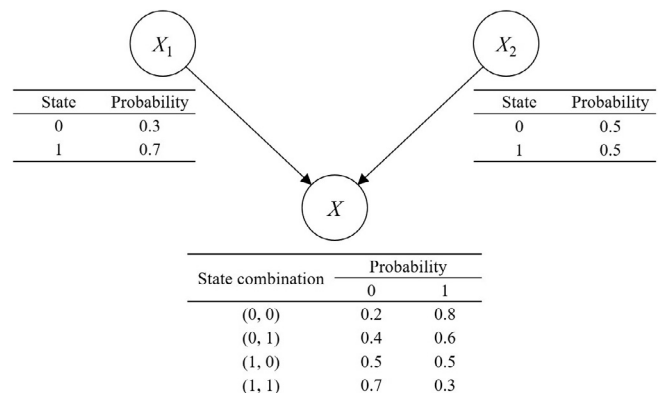 X1 X2
State Probability State Probability
0 0.3 0 0.5
1 0.7 1 0.5
X
State combination Probability
0 1
(0, 0) 0.2 0.8
(0, 1) 0.4 0.6
(1, 0) 0.5 0.5
(1, 1) 0.7 0.3